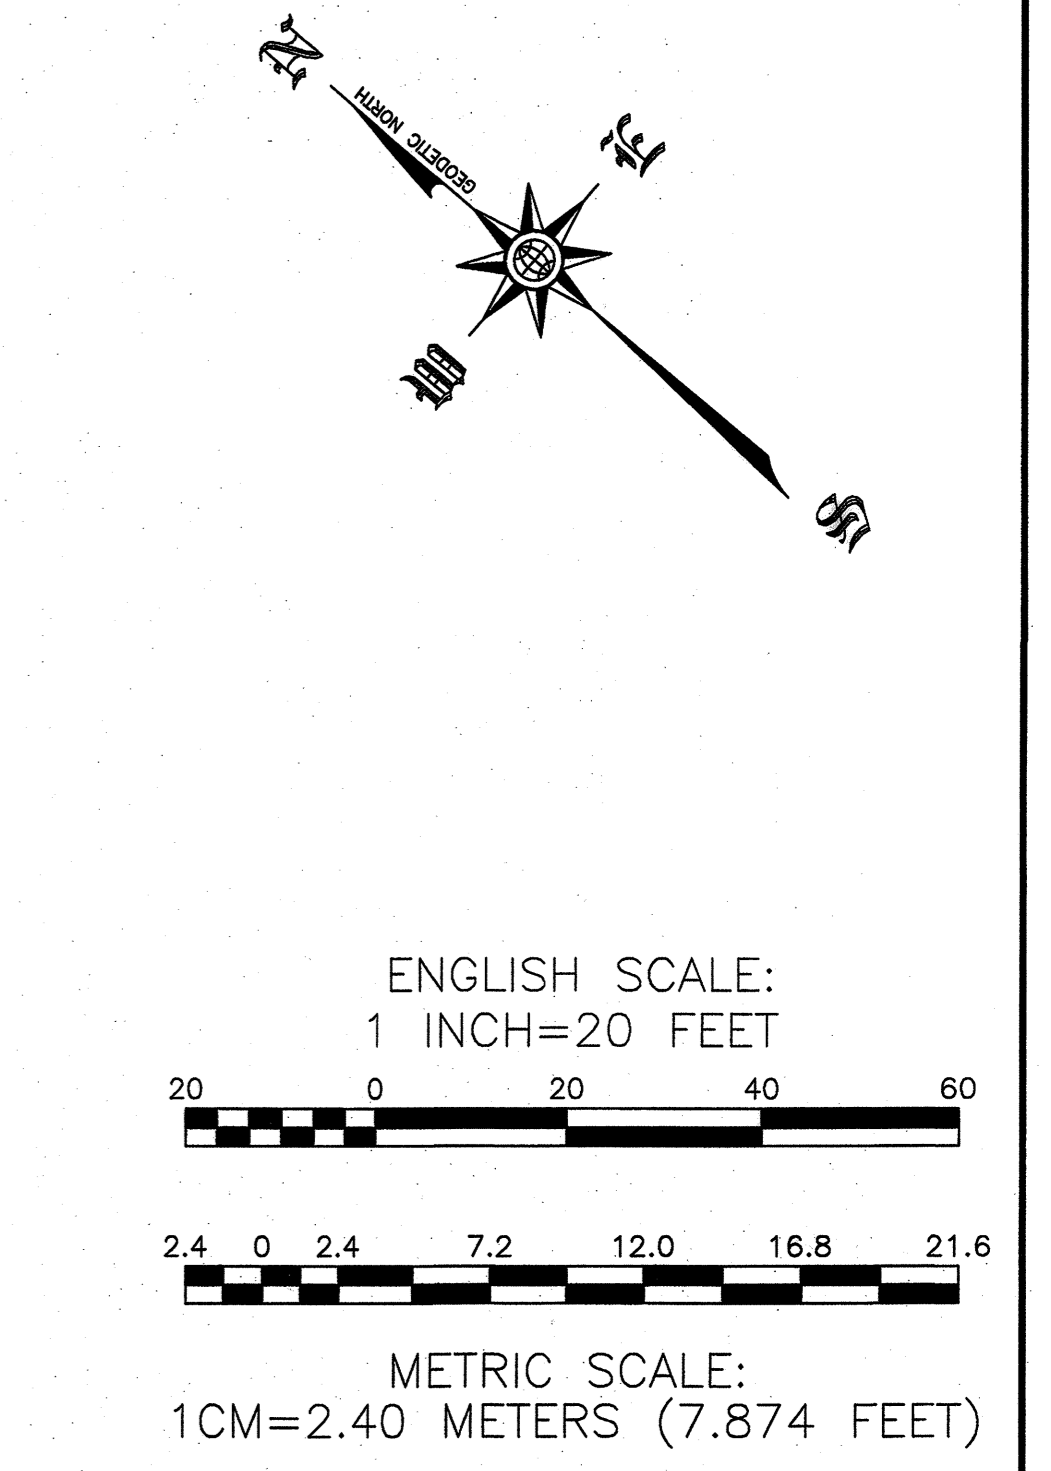 N
GEODETIC NORTH
E
W
S
ENGLISH SCALE:
1 INCH=20 FEET
20 0 20 40 60
2.4 0 2.4 7.2 12.0 16.8 21.6
METRIC SCALE:
1CM=2.40 METERS (7.874 FEET)